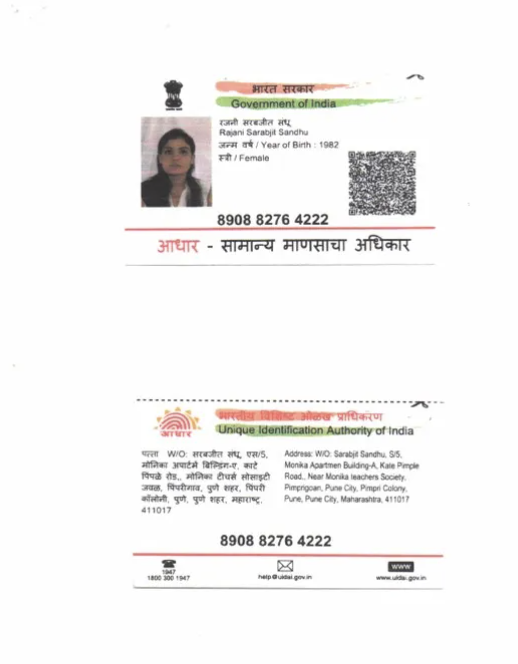 भारत सरकार
Government of India
रजनी सरबजीत संधू
Rajani Sarabjit Sandhu
जन्म वर्ष / Year of Birth : 1982
स्त्री / Female
8908 8276 4222
आधार - सामान्य माणसाचा अधिकार
भारतीय विशिष्ट ओळख प्राधिकरण
आधार
Unique Identification Authority of India
पत्ता W/O: सरबजीत संधू, एस/5,
मोनिका अपार्टमें बिल्डिंग-ए, काटे
पिंपळे रोड,, मोनिका टीचर्स सोसाइटी
जवळ, पिंपरीगाव, पुणे शहर, पिंपरी
कॉलोनी, पुणे, पुणे शहर, महाराष्ट्र,
411017
Address: W/O: Sarabjit Sandhu, S/5,
Monika Apartmen Building-A, Kate Pimple
Road,, Near Monika teachers Society,
Pimprigoan, Pune City, Pimpri Colony,
Pune, Pune City, Maharashtra, 411017
8908 8276 4222
1947
1800 300 1947
help@uidai.gov.in
www
www.uidai.gov.in